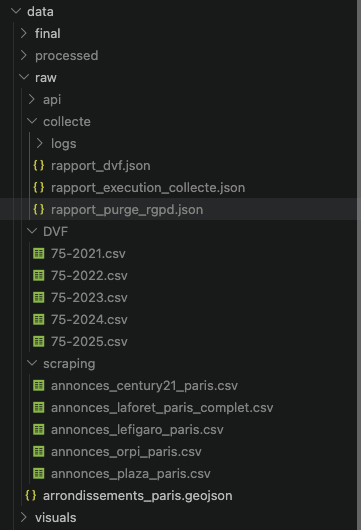 data
final
processed
raw
api
collecte
logs
{} rapport_dvf.json
{} rapport_execution_collecte.json
{} rapport_purge_rgpd.json
DVF
75-2021.csv
75-2022.csv
75-2023.csv
75-2024.csv
75-2025.csv
scraping
annonces_century21_paris.csv
annonces_laforet_paris_complet.csv
annonces_lefigaro_paris.csv
annonces_orpi_paris.csv
annonces_plaza_paris.csv
{} arrondissements_paris.geojson
visuals